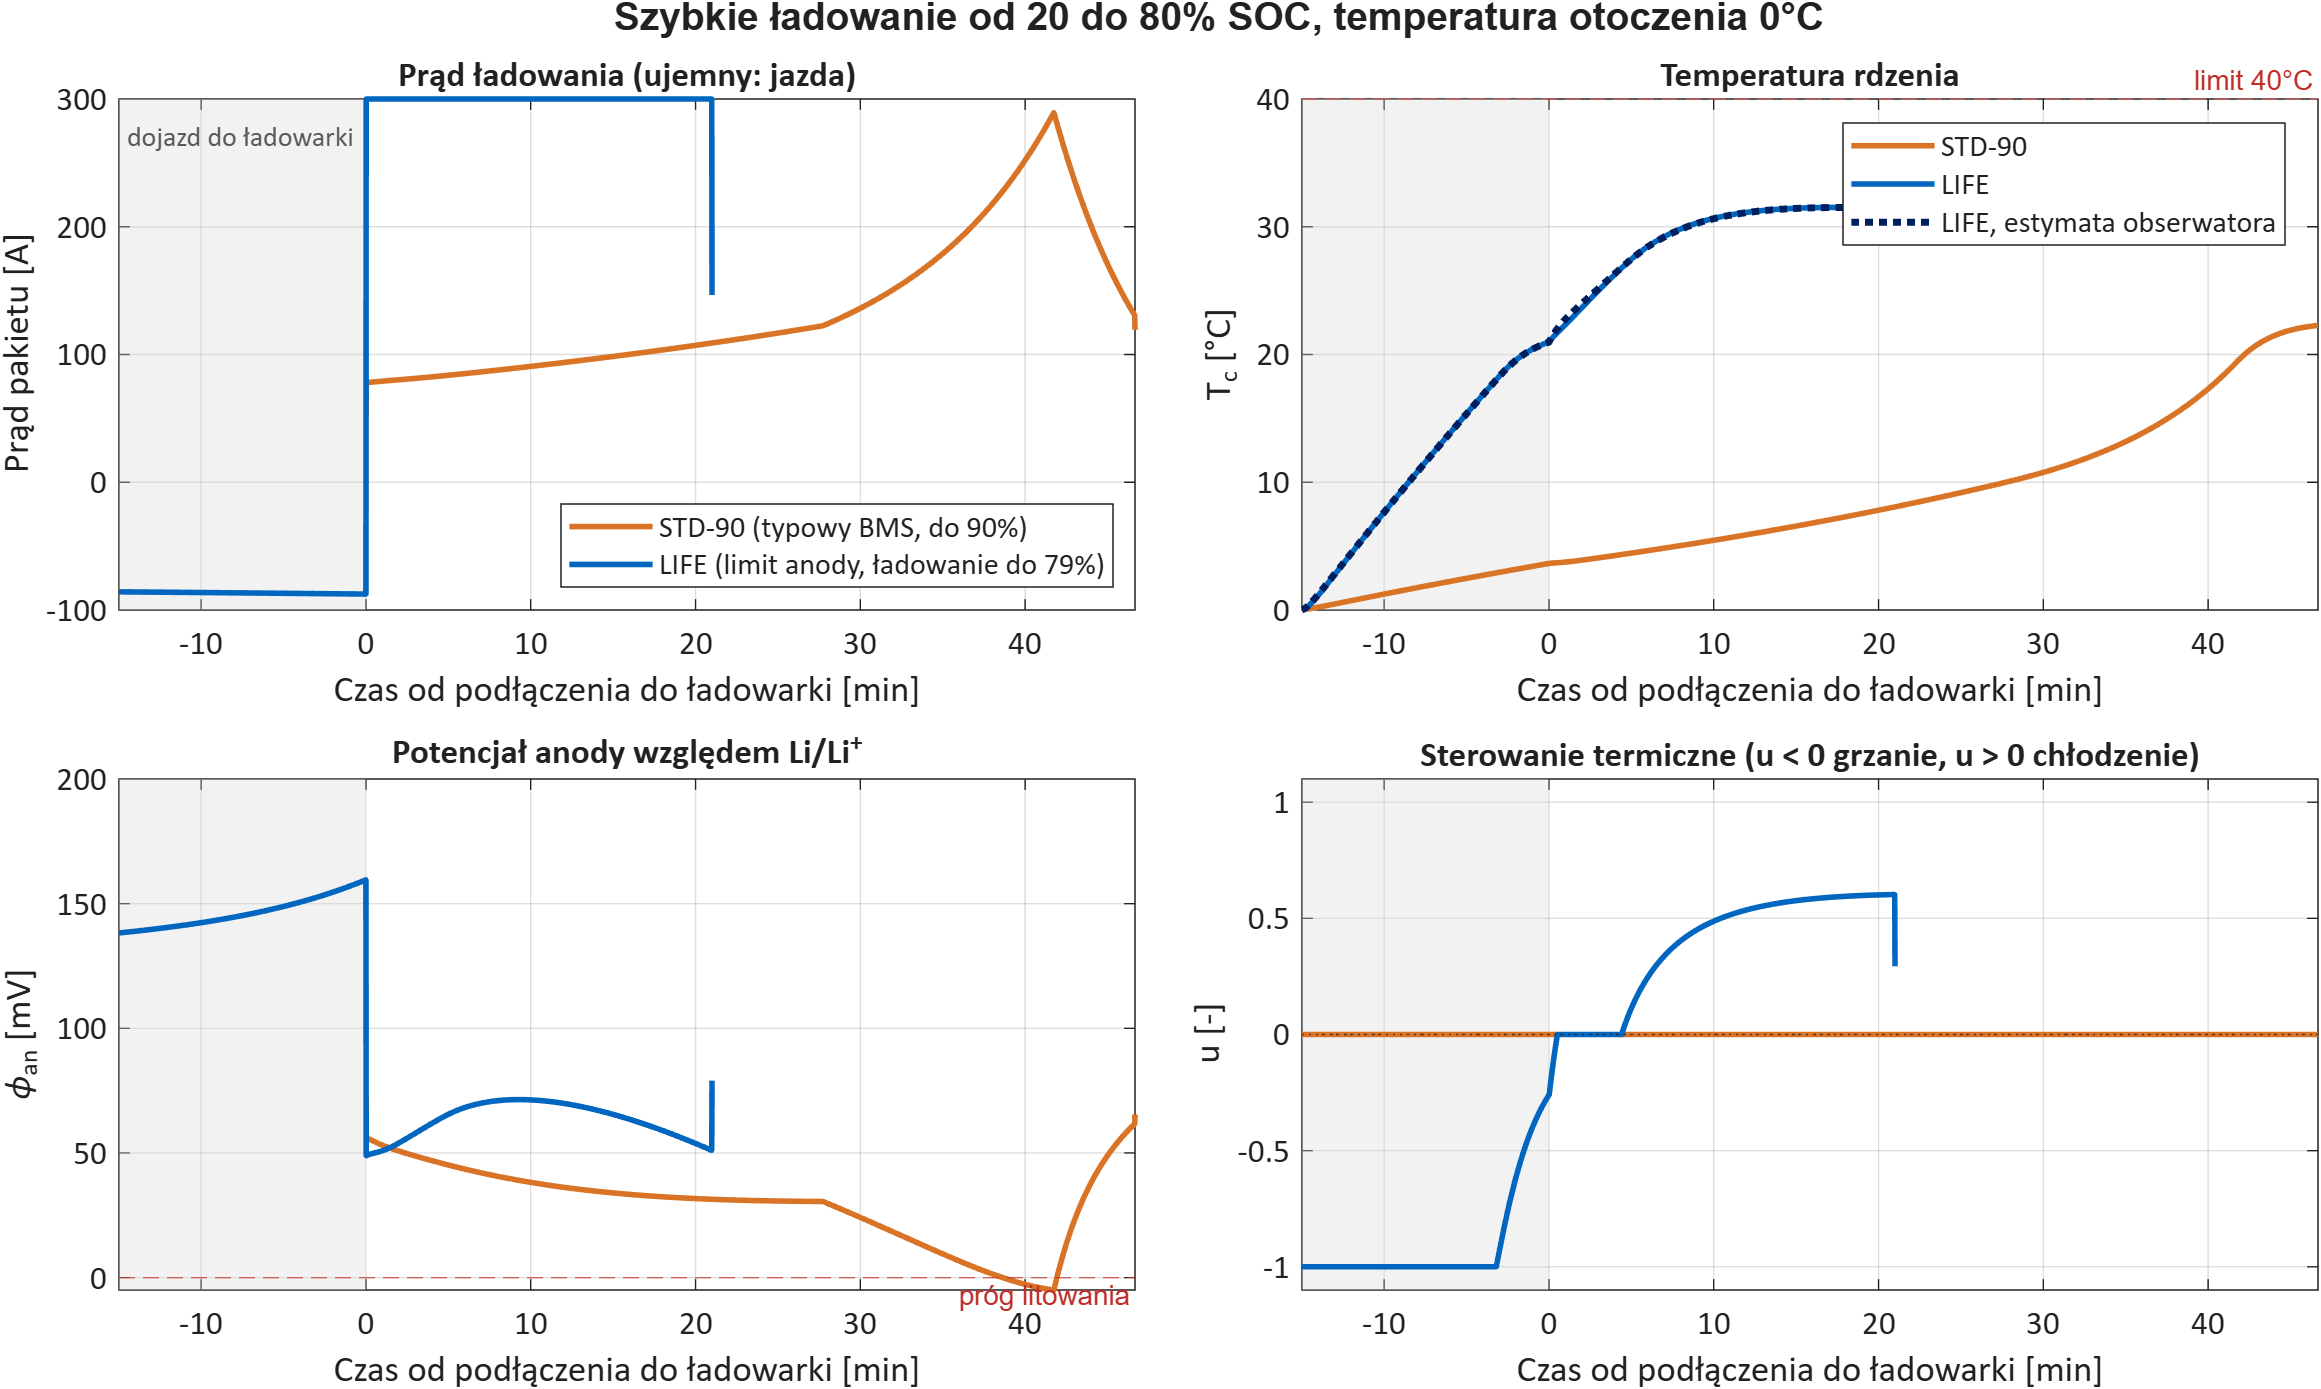 Szybkie ładowanie od 20 do 80% SOC, temperatura otoczenia 0°C
Prąd ładowania (ujemny: jazda)
300
200
100
0
-100
Prąd pakietu [A]
dojazd do ładowarki
STD-90 (typowy BMS, do 90%)
LIFE (limit anody, ładowanie do 79%)
-10 0 10 20 30 40
Czas od podłączenia do ładowarki [min]
Temperatura rdzenia
limit 40°C
40
30
20
10
0
T_c [°C]
STD-90
LIFE
LIFE, estymata obserwatora
-10 0 10 20 30 40
Czas od podłączenia do ładowarki [min]
Potencjał anody względem Li/Li⁺
200
150
100
50
0
ϕ_an [mV]
próg litowania
-10 0 10 20 30 40
Czas od podłączenia do ładowarki [min]
Sterowanie termiczne (u < 0 grzanie, u > 0 chłodzenie)
1
0.5
0
-0.5
-1
u [-]
-10 0 10 20 30 40
Czas od podłączenia do ładowarki [min]